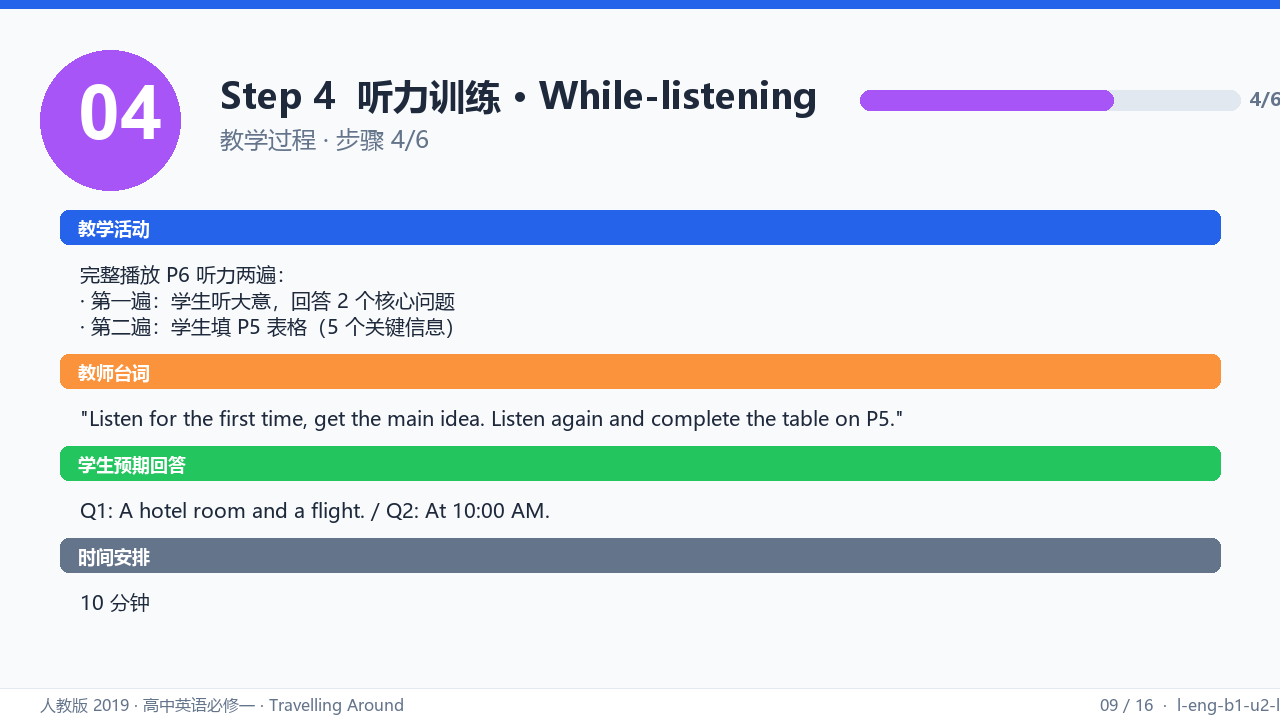 04
Step 4 听力训练 • While-listening
4/6
教学过程 · 步骤 4/6
教学活动
完整播放 P6 听力两遍：
· 第一遍：学生听大意，回答 2 个核心问题
· 第二遍：学生填 P5 表格（5 个关键信息）
教师台词
"Listen for the first time, get the main idea. Listen again and complete the table on P5."
学生预期回答
Q1: A hotel room and a flight. / Q2: At 10:00 AM.
时间安排
10 分钟
人教版 2019 · 高中英语必修一 · Travelling Around
09 / 16 · l-eng-b1-u2-l